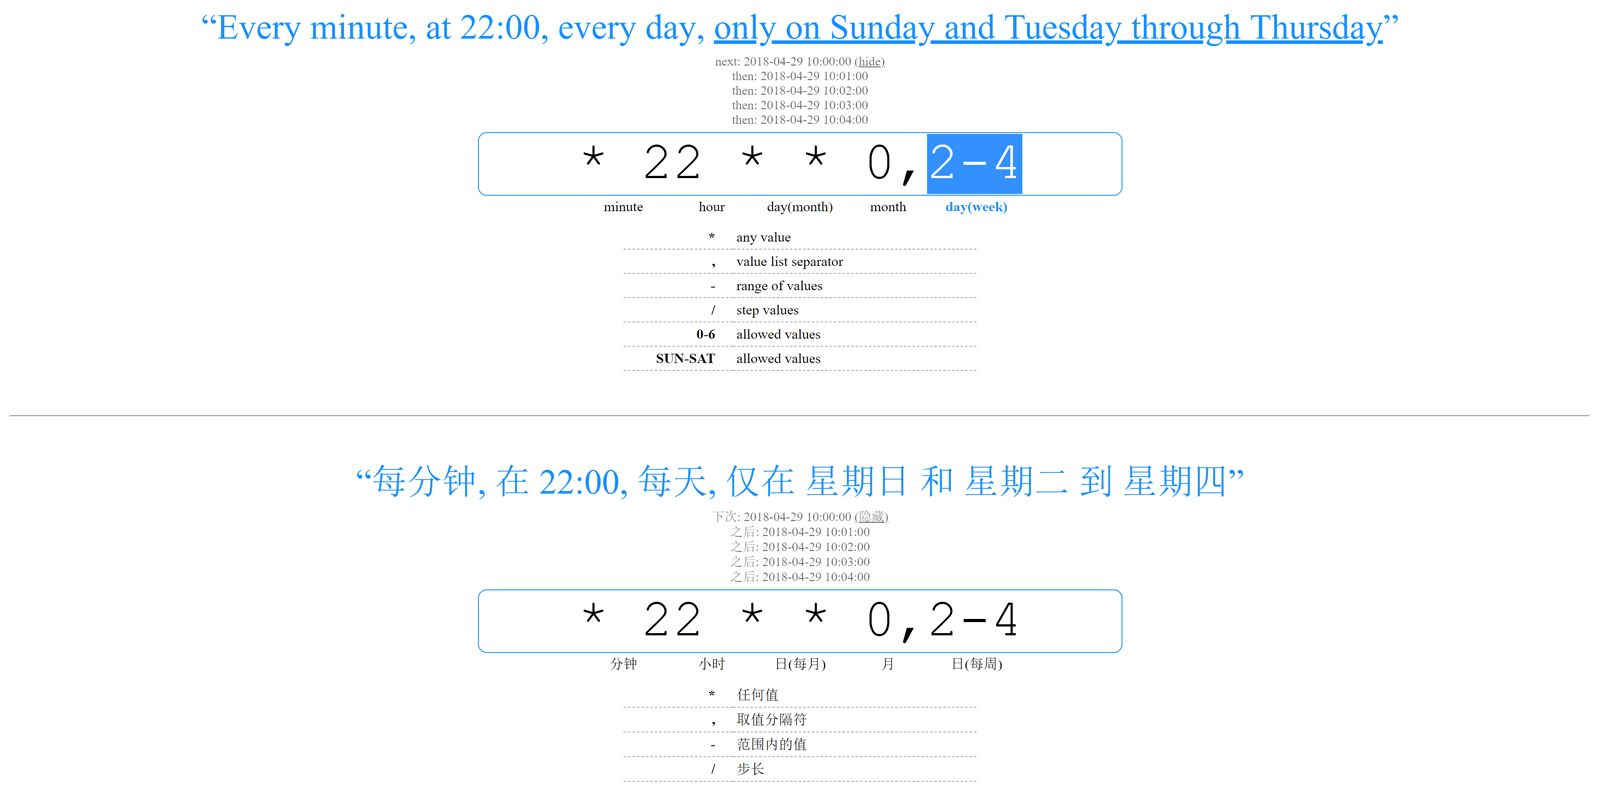 “Every minute, at 22:00, every day, only on Sunday and Tuesday through Thursday”
next: 2018-04-29 10:00:00 (hide)
then: 2018-04-29 10:01:00
then: 2018-04-29 10:02:00
then: 2018-04-29 10:03:00
then: 2018-04-29 10:04:00
* 22 * * 0,2-4
minute hour day(month) month day(week)
* any value
, value list separator
- range of values
/ step values
0-6 allowed values
SUN-SAT allowed values
“每分钟, 在 22:00, 每天, 仅在 星期日 和 星期二 到 星期四”
下次: 2018-04-29 10:00:00 (隐藏)
之后: 2018-04-29 10:01:00
之后: 2018-04-29 10:02:00
之后: 2018-04-29 10:03:00
之后: 2018-04-29 10:04:00
* 22 * * 0,2-4
分钟 小时 日(每月) 月 日(每周)
* 任何值
, 取值分隔符
- 范围内的值
/ 步长